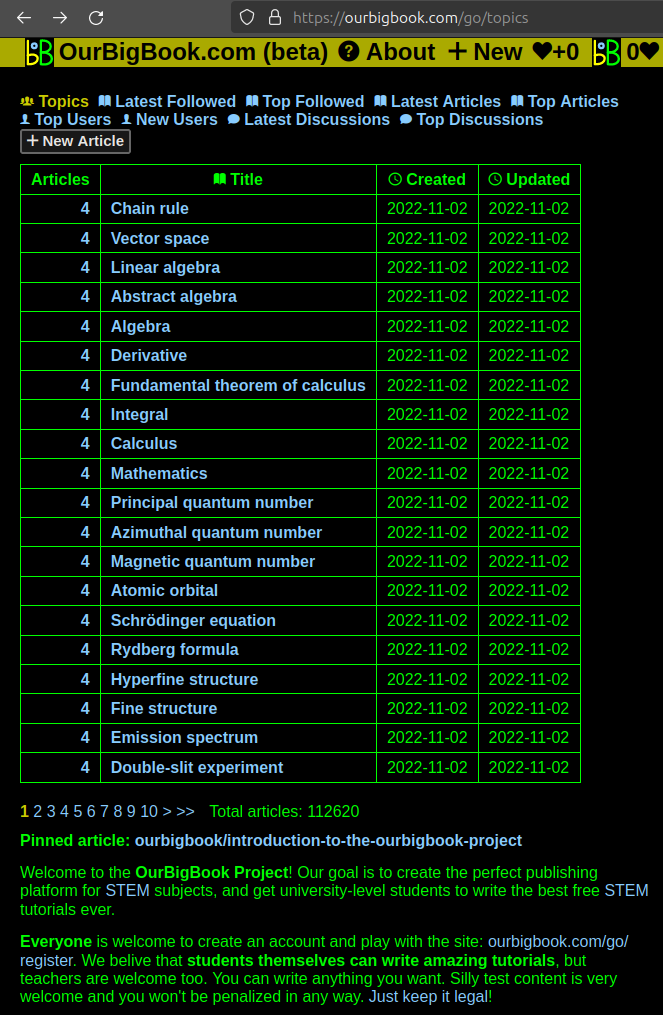 https://ourbigbook.com/go/topics
OurBigBook.com (beta) ? About + New ♥+0 0♥
Topics Latest Followed Top Followed Latest Articles Top Articles
Top Users New Users Latest Discussions Top Discussions
+ New Article
Articles Title Created Updated
4 Chain rule 2022-11-02 2022-11-02
4 Vector space 2022-11-02 2022-11-02
4 Linear algebra 2022-11-02 2022-11-02
4 Abstract algebra 2022-11-02 2022-11-02
4 Algebra 2022-11-02 2022-11-02
4 Derivative 2022-11-02 2022-11-02
4 Fundamental theorem of calculus 2022-11-02 2022-11-02
4 Integral 2022-11-02 2022-11-02
4 Calculus 2022-11-02 2022-11-02
4 Mathematics 2022-11-02 2022-11-02
4 Principal quantum number 2022-11-02 2022-11-02
4 Azimuthal quantum number 2022-11-02 2022-11-02
4 Magnetic quantum number 2022-11-02 2022-11-02
4 Atomic orbital 2022-11-02 2022-11-02
4 Schrödinger equation 2022-11-02 2022-11-02
4 Rydberg formula 2022-11-02 2022-11-02
4 Hyperfine structure 2022-11-02 2022-11-02
4 Fine structure 2022-11-02 2022-11-02
4 Emission spectrum 2022-11-02 2022-11-02
4 Double-slit experiment 2022-11-02 2022-11-02
1 2 3 4 5 6 7 8 9 10 > >> Total articles: 112620
Pinned article: ourbigbook/introduction-to-the-ourbigbook-project
Welcome to the OurBigBook Project! Our goal is to create the perfect publishing
platform for STEM subjects, and get university-level students to write the best free STEM
tutorials ever.
Everyone is welcome to create an account and play with the site: ourbigbook.com/go/
register. We belive that students themselves can write amazing tutorials, but
teachers are welcome too. You can write anything you want. Silly test content is very
welcome and you won't be penalized in any way. Just keep it legal!